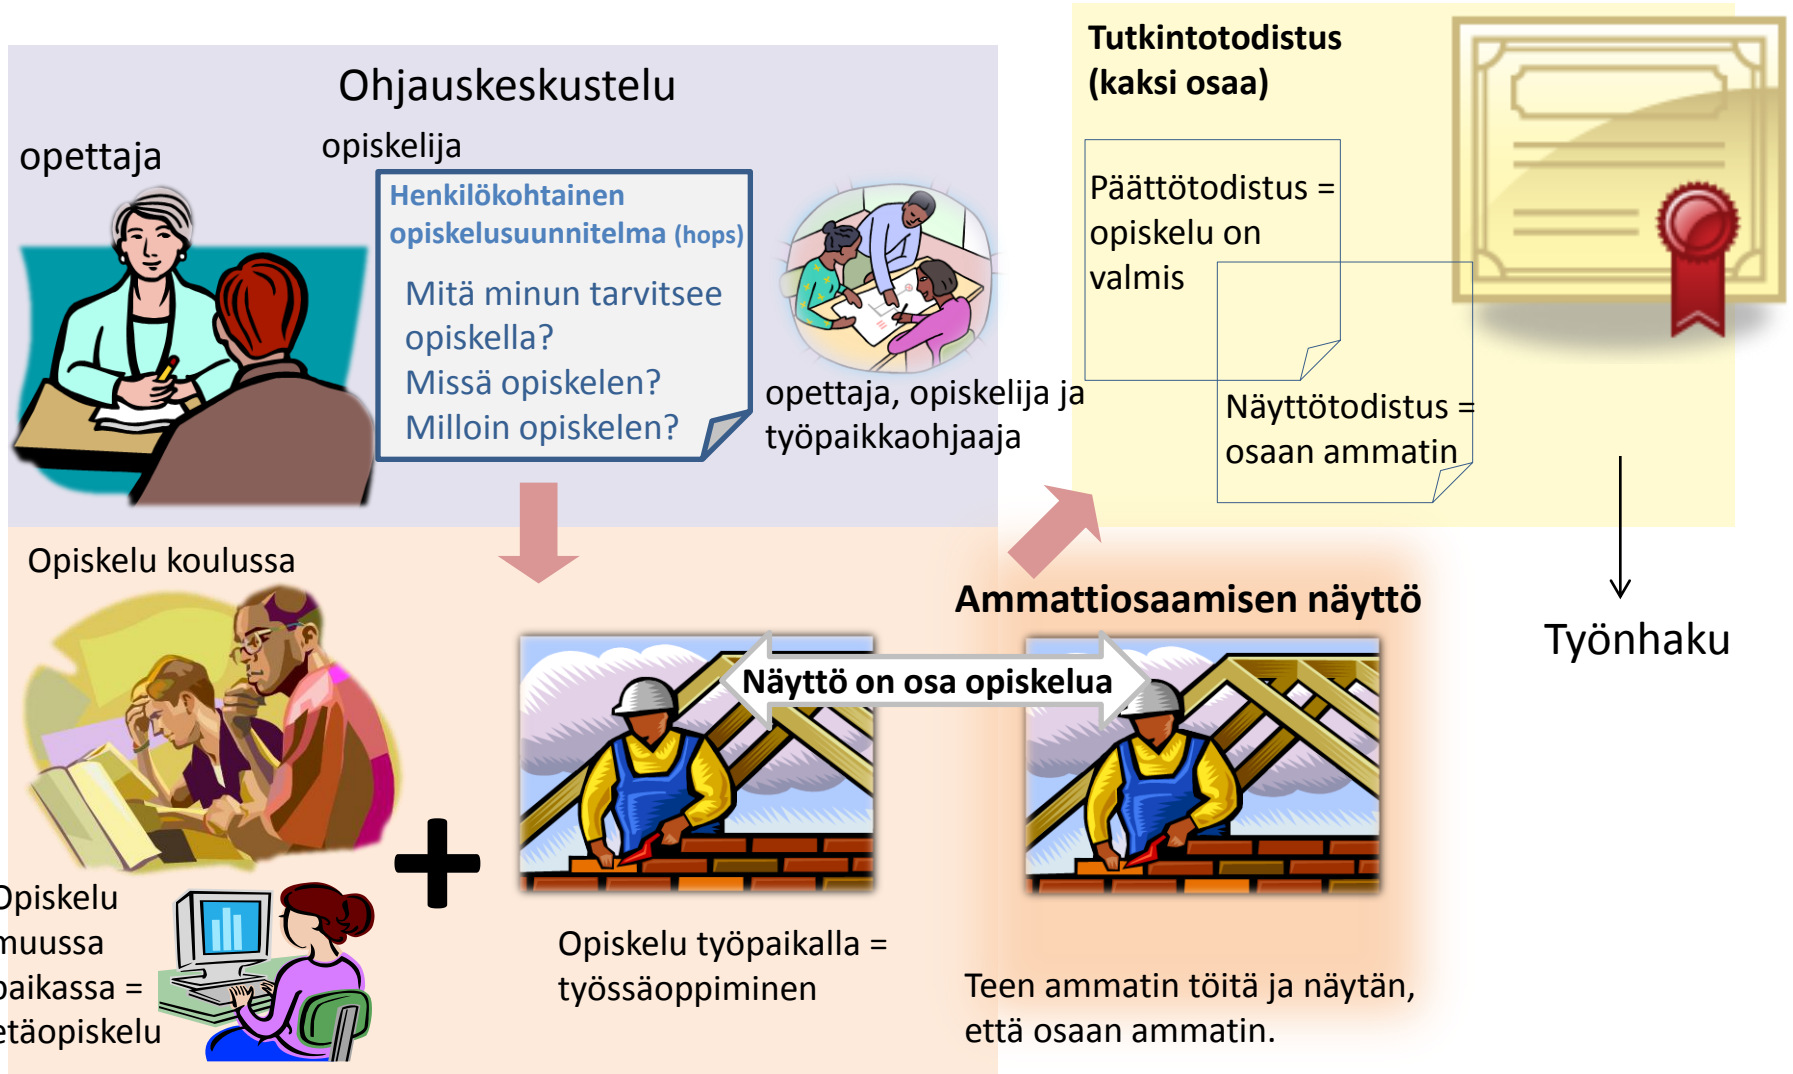 Ohjauskeskustelu
opettaja
opiskelija
Henkilökohtainen
opiskelusuunnitelma (hops)
Mitä minun tarvitsee
opiskella?
Missä opiskelen?
Milloin opiskelen?
opettaja, opiskelija ja
työpaikkaohjaaja
Tutkintotodistus
(kaksi osaa)
Päättötodistus =
opiskelu on
valmis
Näyttötodistus =
osaan ammatin
Työnhaku
Opiskelu koulussa
Opiskelu
muussa
paikassa =
etäopiskelu
Opiskelu työpaikalla =
työssäoppiminen
Näyttö on osa opiskelua
Ammattiosaamisen näyttö
Teen ammatin töitä ja näytän,
että osaan ammatin.